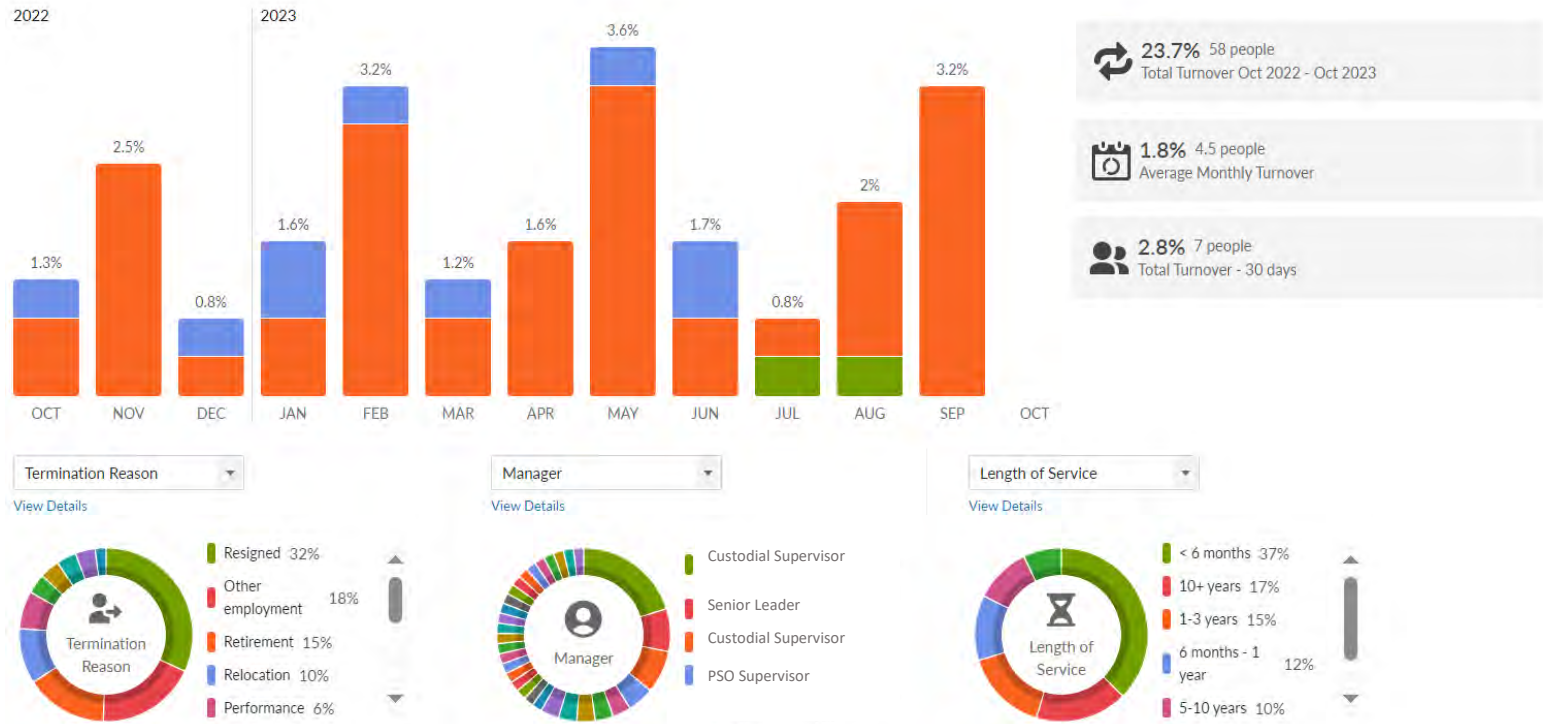 2022
2023
3.6%
3.2%
3.2%
2.5%
2%
1.6%
1.6%
1.7%
1.3%
1.2%
0.8%
0.8%
OCT NOV DEC JAN FEB MAR APR MAY JUN JUL AUG SEP OCT
23.7% 58 people
Total Turnover Oct 2022 - Oct 2023
1.8% 4.5 people
Average Monthly Turnover
2.8% 7 people
Total Turnover - 30 days
Termination Reason
View Details
Termination
Reason
Resigned 32%
Other
employment 18%
Retirement 15%
Relocation 10%
Performance 6%
Manager
View Details
Manager
Custodial Supervisor
Senior Leader
Custodial Supervisor
PSO Supervisor
Length of Service
View Details
Length of
Service
< 6 months 37%
10+ years 17%
1-3 years 15%
6 months - 1
year 12%
5-10 years 10%